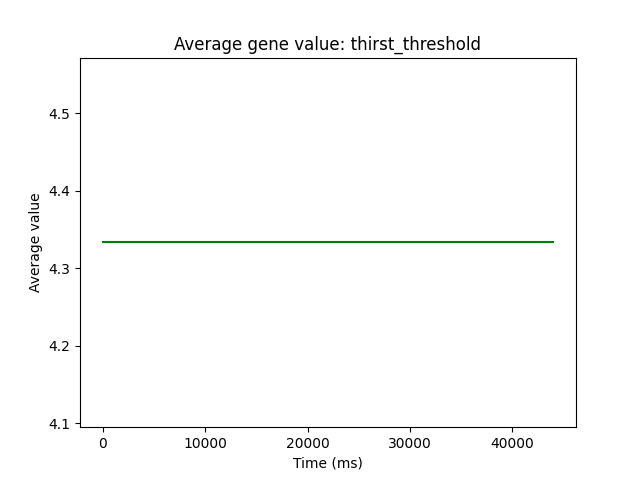 Average gene value: thirst_threshold
4.5
4.4
4.3
4.2
4.1
Average value
0 10000 20000 30000 40000
Time (ms)